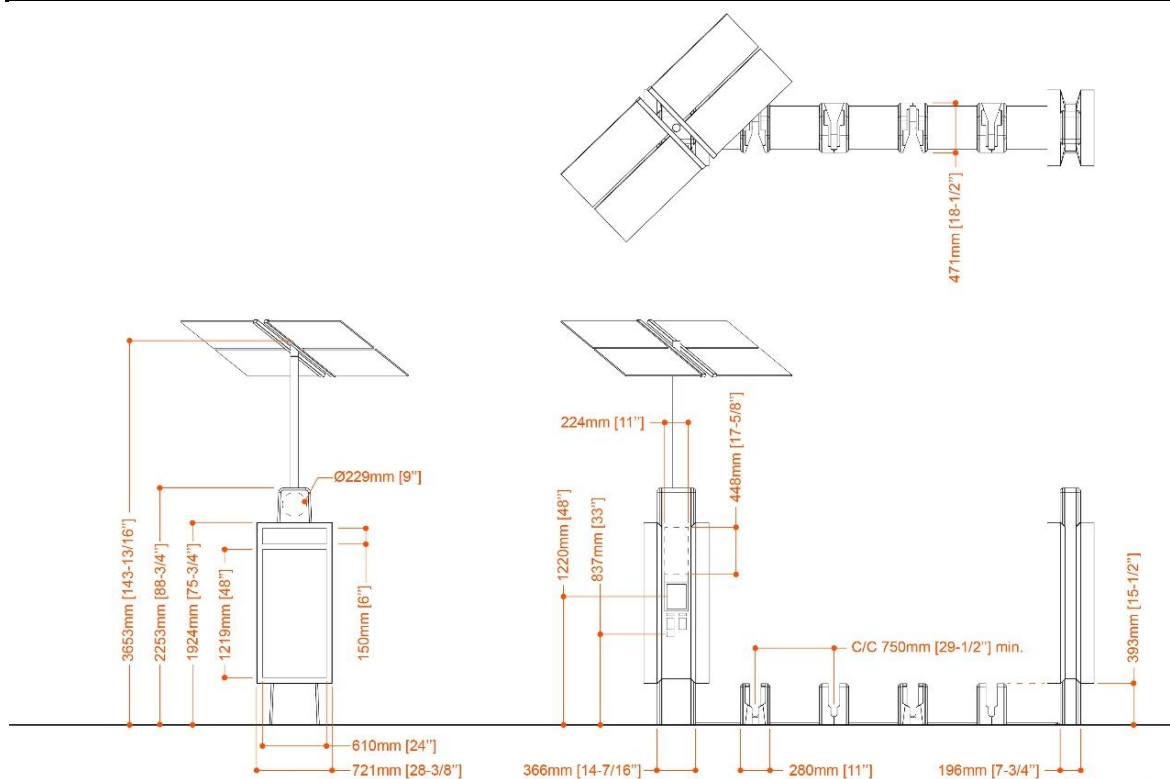 471mm [18-1/2"]
224mm [11"]
448mm [17-5/8"]
Ø229mm [9"]
3653mm [143-13/16"]
2253mm [88-3/4"]
1924mm [75-3/4"]
1219mm [48"]
150mm [6"]
1220mm [48"]
837mm [33"]
C/C 750mm [29-1/2"] min.
393mm [15-1/2"]
610mm [24"]
721mm [28-3/8"]
366mm [14-7/16"]
280mm [11"]
196mm [7-3/4"]